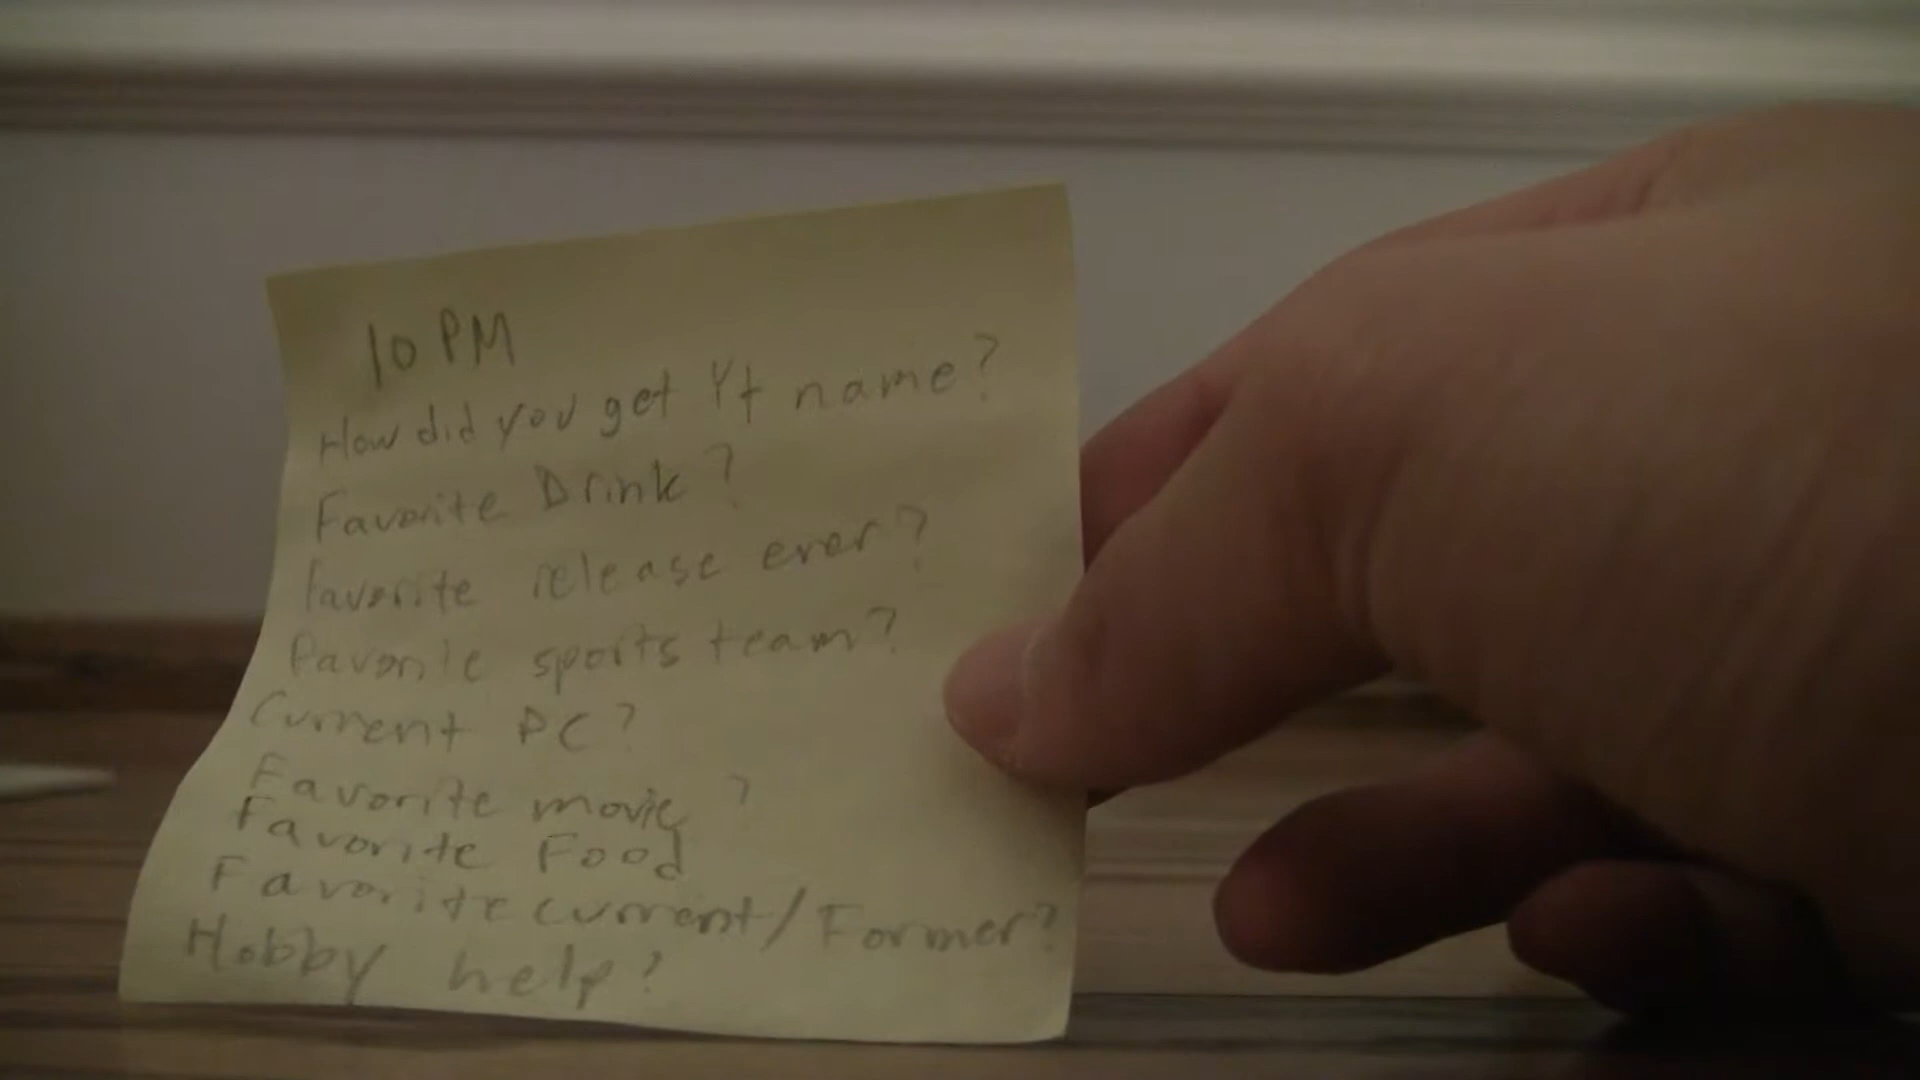 10 PM
How did you get Yt name?
Favorite Drink?
Favorite release ever?
Favorite sports team?
Current PC?
Favorite movie?
Favorite Food
Favorite current/Former?
Hobby help?